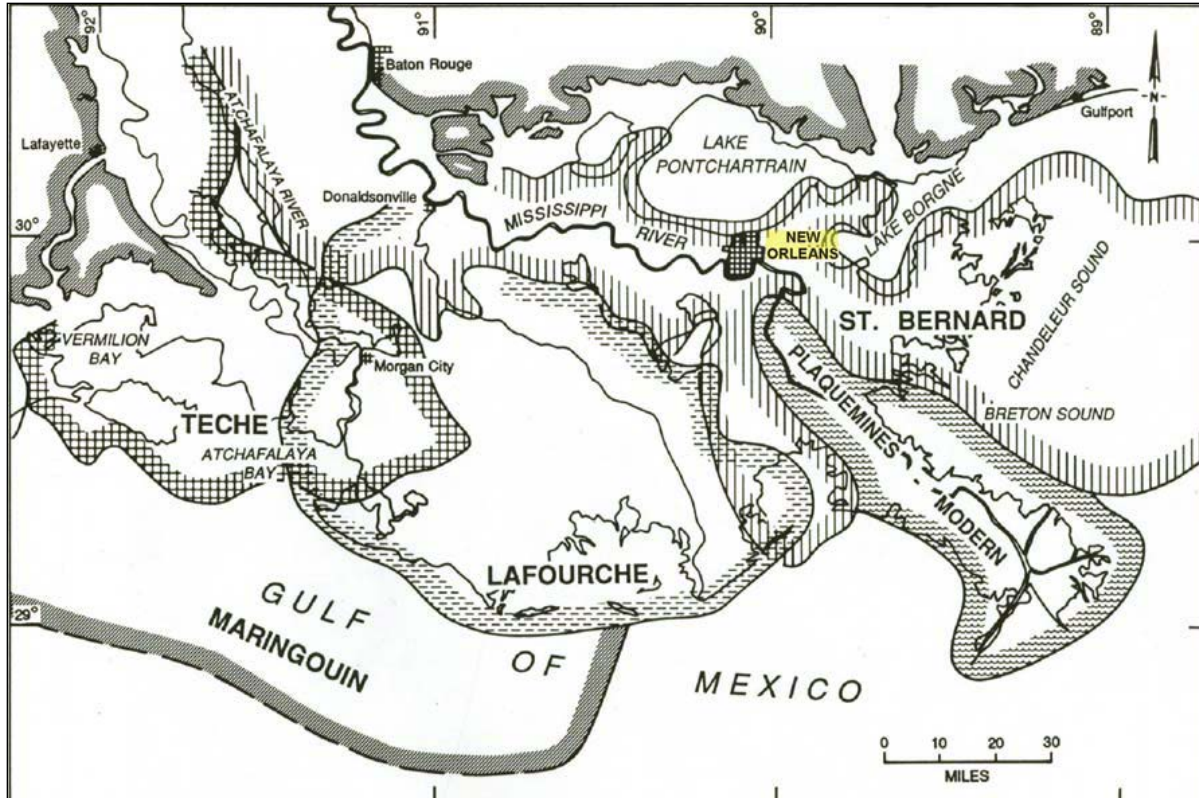 92°
91
90
89
Baton Rouge
N
Gulfport
ATCHAFALAYA RIVER
LAKE
PONTCHARTRAIN
Lafayette
Donaldsonville
LAKE BORGNE
MISSISSIPPI
RIVER
30°
NEW
ORLEANS
ST. BERNARD
CHANDELEUR SOUND
VERMILION
BAY
Morgan City
PLAQUEMINES
BRETON SOUND
TECHE
ATCHAFALAYA
BAY
MODERN
LAFOURCHE
29°
GULF
MARINGOUIN
OF
MEXICO
0 10 20 30
MILES